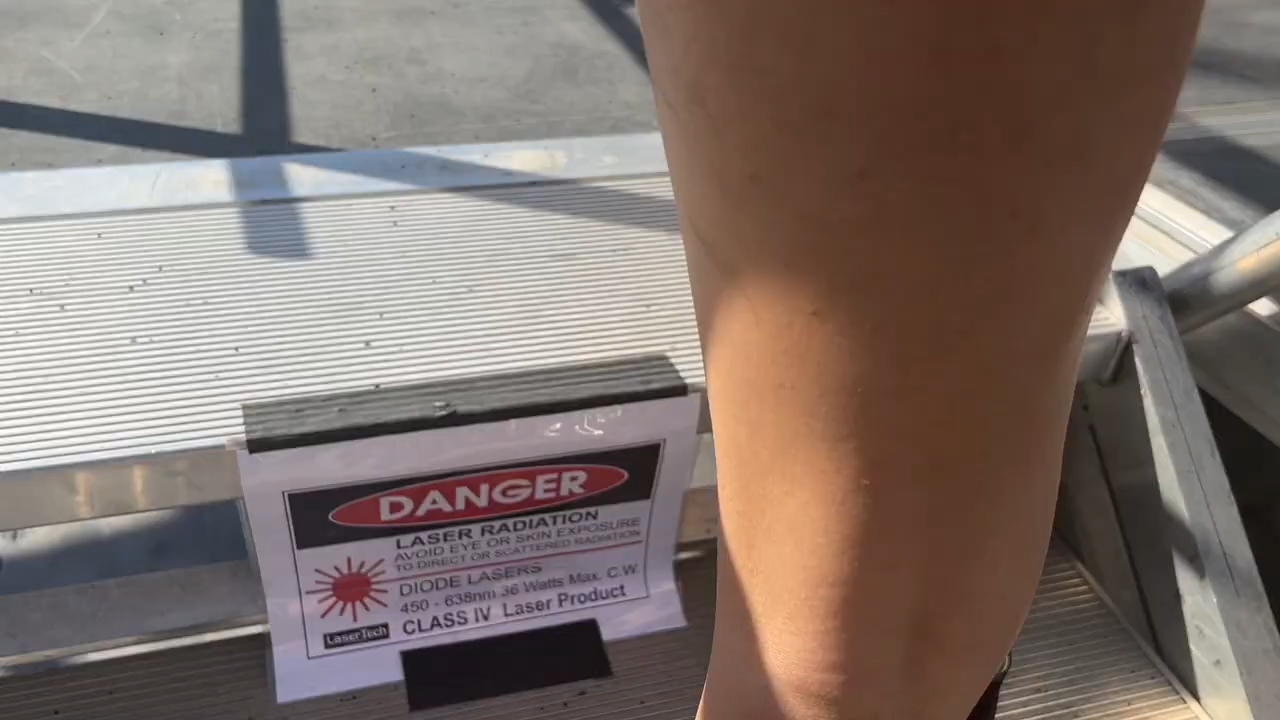 DANGER
LASER RADIATION
AVOID EYE OR SKIN EXPOSURE
TO DIRECT OR SCATTERED RADIATION
DIODE LASERS
450 - 638nm 36 Watts Max. C.W.
CLASS IV Laser Product
LaserTech